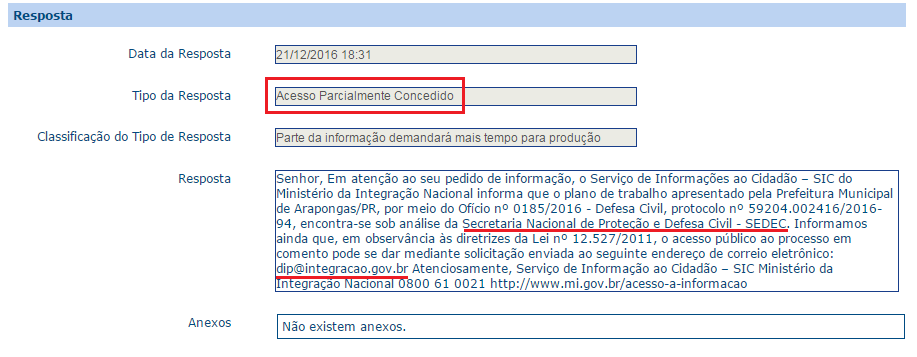 Resposta
Data da Resposta
21/12/2016 18:31
Tipo da Resposta
Acesso Parcialmente Concedido
Classificação do Tipo de Resposta
Parte da informação demandará mais tempo para produção
Resposta
Senhor, Em atenção ao seu pedido de informação, o Serviço de Informações ao Cidadão – SIC do
Ministério da Integração Nacional informa que o plano de trabalho apresentado pela Prefeitura Municipal
de Arapongas/PR, por meio do Ofício nº 0185/2016 - Defesa Civil, protocolo nº 59204.002416/2016-
94, encontra-se sob análise da Secretaria Nacional de Proteção e Defesa Civil - SEDEC. Informamos
ainda que, em observância às diretrizes da Lei nº 12.527/2011, o acesso público ao processo em
comento pode se dar mediante solicitação enviada ao seguinte endereço de correio eletrônico:
dip@integracao.gov.br Atenciosamente, Serviço de Informação ao Cidadão – SIC Ministério da
Integração Nacional 0800 61 0021 http://www.mi.gov.br/acesso-a-informacao
Anexos
Não existem anexos.